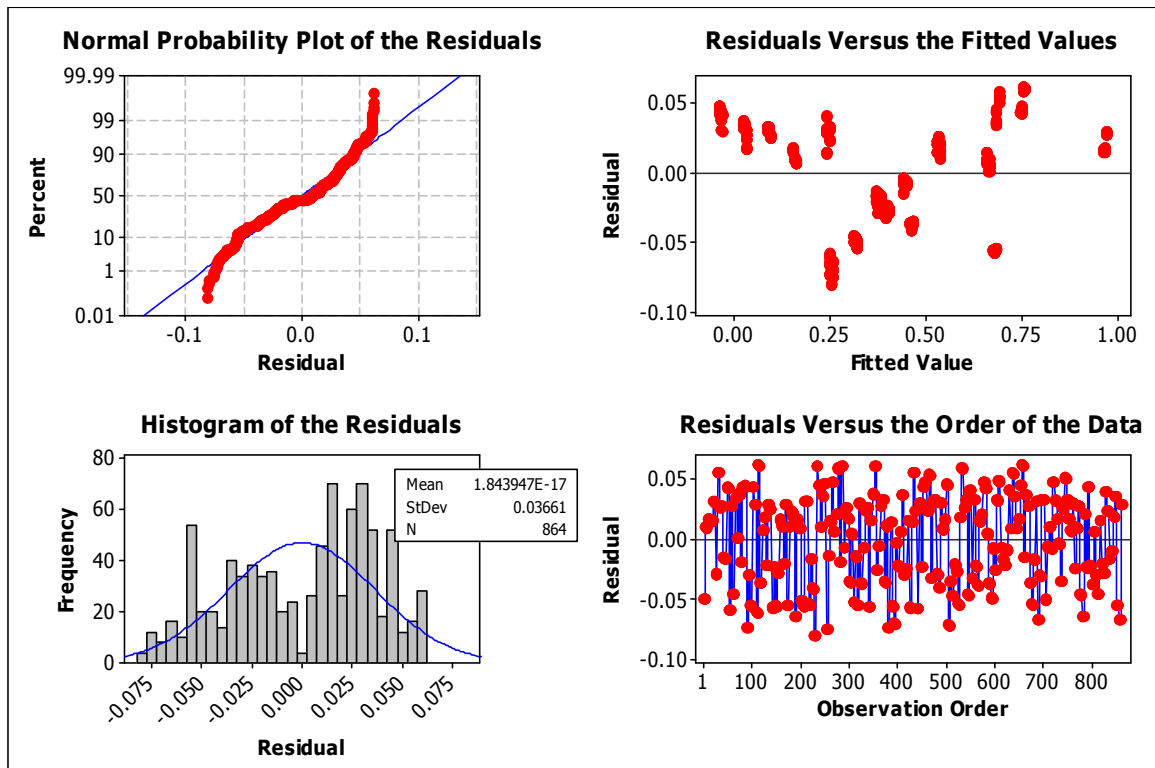 Normal Probability Plot of the Residuals
99.99
99
90
50
10
1
0.01
Percent
-0.1
0.0
0.1
Residual
Residuals Versus the Fitted Values
0.05
0.00
-0.05
-0.10
Residual
0.00
0.25
0.50
0.75
1.00
Fitted Value
Histogram of the Residuals
80
60
40
20
0
Frequency
Mean 1.843947E-17
StDev 0.03661
N 864
-0.075
-0.050
-0.025
0.000
0.025
0.050
0.075
Residual
Residuals Versus the Order of the Data
0.05
0.00
-0.05
-0.10
Residual
1
100
200
300
400
500
600
700
800
Observation Order